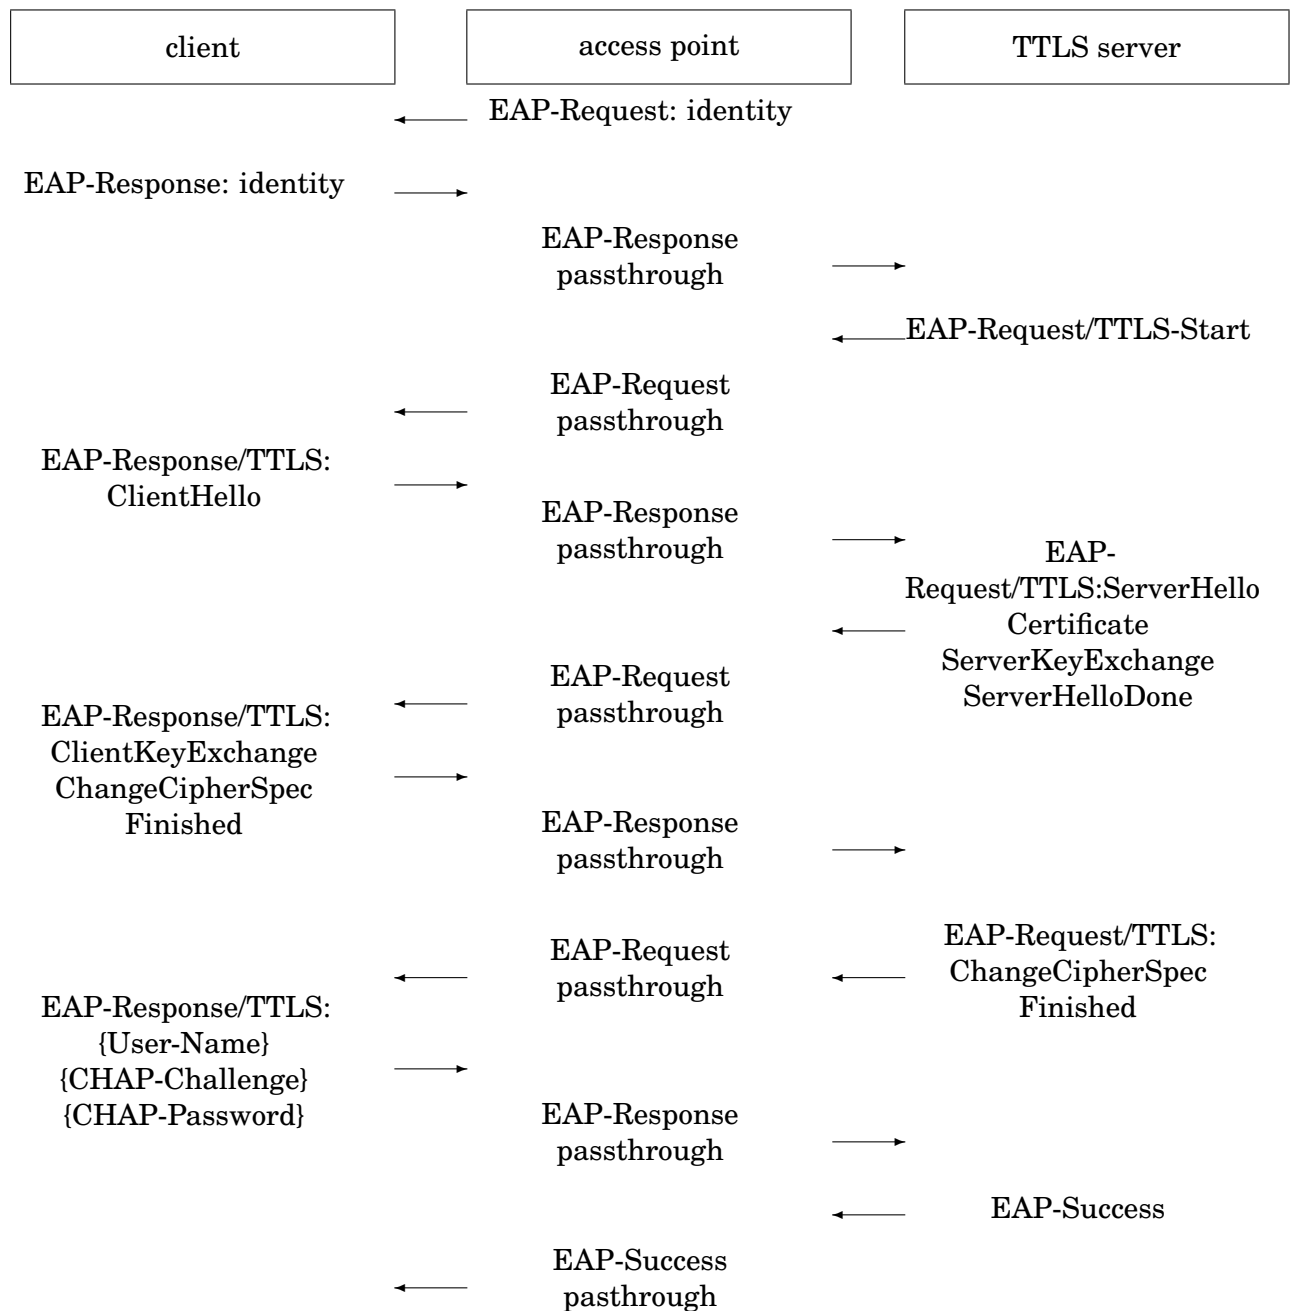 client
access point
TTLS server
EAP-Request: identity
EAP-Response: identity
EAP-Response
passthrough
EAP-Request/TTLS-Start
EAP-Request
passthrough
EAP-Response/TTLS:
ClientHello
EAP-Response
passthrough
EAP-
Request/TTLS:ServerHello
Certificate
ServerKeyExchange
ServerHelloDone
EAP-Request
passthrough
EAP-Response/TTLS:
ClientKeyExchange
ChangeCipherSpec
Finished
EAP-Response
passthrough
EAP-Request/TTLS:
ChangeCipherSpec
Finished
EAP-Request
passthrough
EAP-Response/TTLS:
{User-Name}
{CHAP-Challenge}
{CHAP-Password}
EAP-Response
passthrough
EAP-Success
EAP-Success
pasthrough